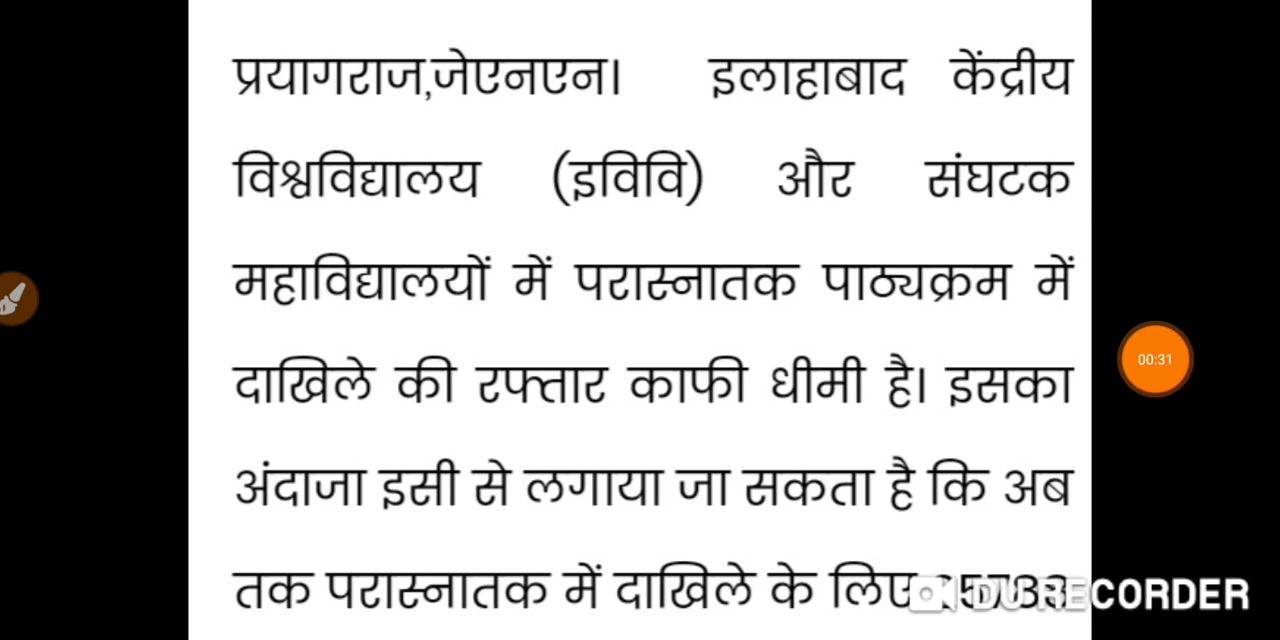 प्रयागराज,जेएनएन। इलाहाबाद केंद्रीय
विश्वविद्यालय (इविवि) और संघटक
महाविद्यालयों में परास्नातक पाठ्यक्रम में
दाखिले की रफ्तार काफी धीमी है। इसका
00:31
अंदाजा इसी से लगाया जा सकता है कि अब
तक परास्नातक में दाखिले के लिए
DU RECORDER